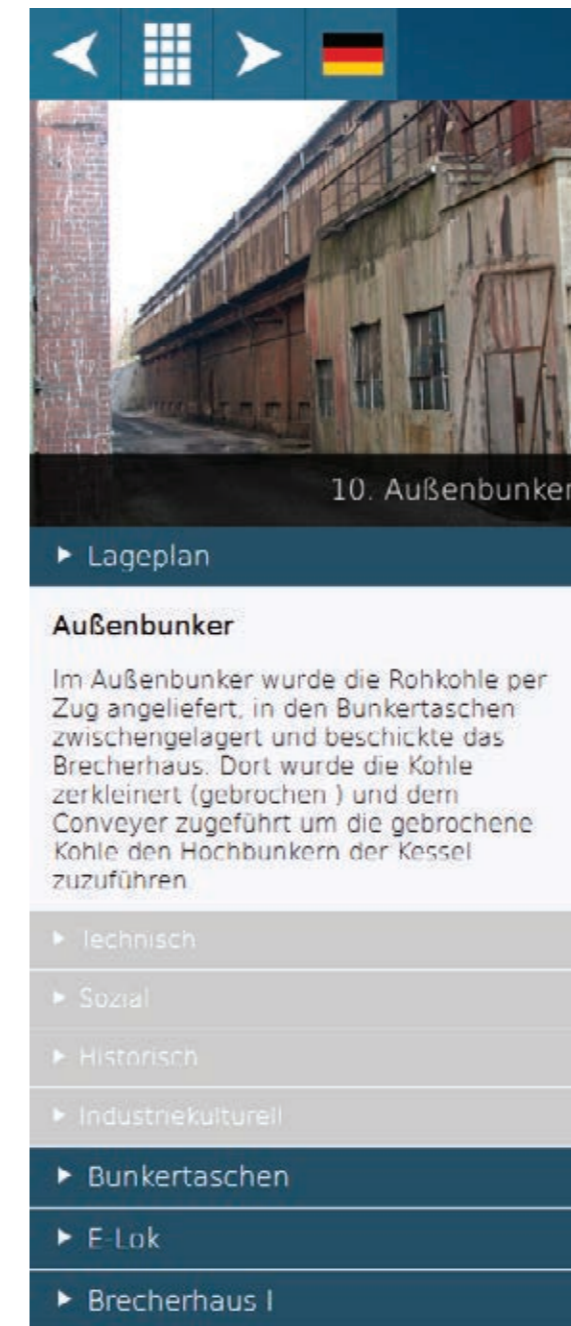 10. Außenbunker
Lageplan
Außenbunker
Im Außenbunker wurde die Rohkohle per
Zug angeliefert, in den Bunkertaschen
zwischengelagert und beschickte das
Brecherhaus. Dort wurde die Kohle
zerkleinert (gebrochen ) und dem
Conveyer zugeführt um die gebrochene
Kohle den Hochbunkern der Kessel
zuzuführen
Technisch
Sozial
Historisch
Industriekulturell
Bunkertaschen
E-Lok
Brecherhaus I